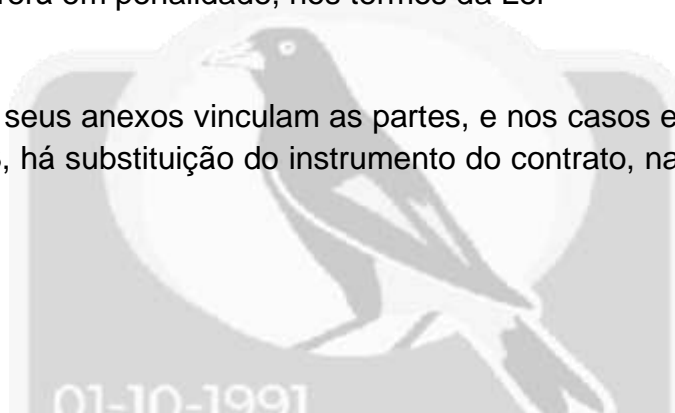 em penalidade, nos termos da Lei
seus anexos vinculam as partes, e nos casos e
, há substituição do instrumento do contrato, na
01-10-1991